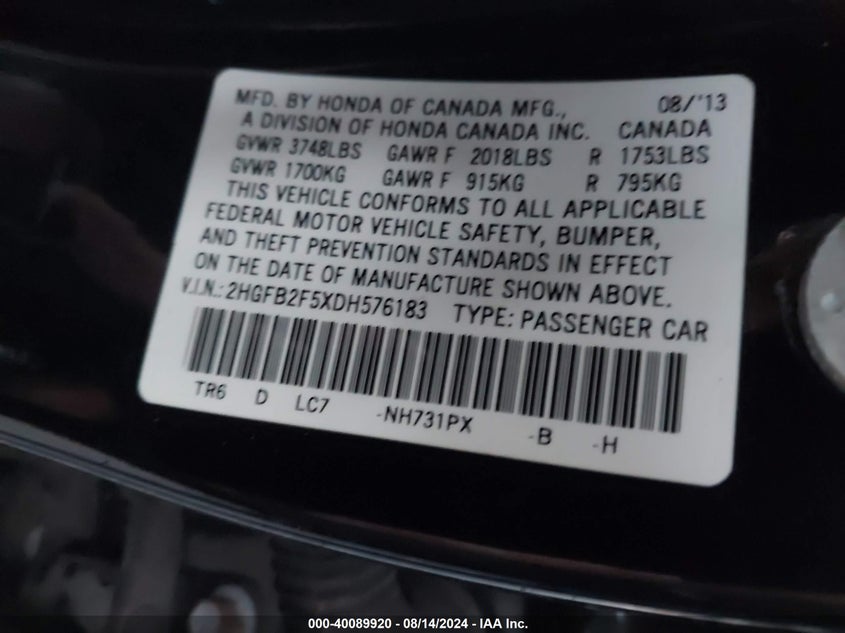 MFD. BY HONDA OF CANADA MFG., 08/'13
A DIVISION OF HONDA CANADA INC. CANADA
GVWR 3748LBS GAWR F 2018LBS R 1753LBS
GVWR 1700KG GAWR F 915KG R 795KG
THIS VEHICLE CONFORMS TO ALL APPLICABLE
FEDERAL MOTOR VEHICLE SAFETY, BUMPER,
AND THEFT PREVENTION STANDARDS IN EFFECT
ON THE DATE OF MANUFACTURE SHOWN ABOVE.
V.I.N.: 2HGFB2F5XDH576183 TYPE: PASSENGER CAR
TR6 D LC7 -NH731PX -B -H
000-40089920 - 08/14/2024 - IAA Inc.